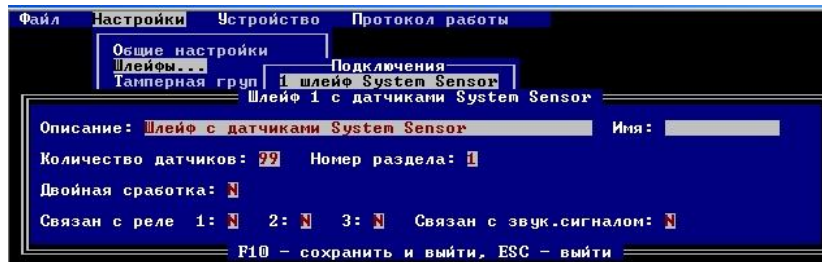 Файл Настройки Устройство Протокол работы
Общие настройки
Шлейфы... Подключения
Тамперная груп 1 шлейф System Sensor
Шлейф 1 с датчиками System Sensor
Описание: Шлейф с датчиками System Sensor Имя:
Количество датчиков: 99 Номер раздела: 1
Двойная сработка: N
Связан с реле 1: N 2: N 3: N Связан с звук.сигналом: N
F10 - сохранить и выйти, ESC - выйти